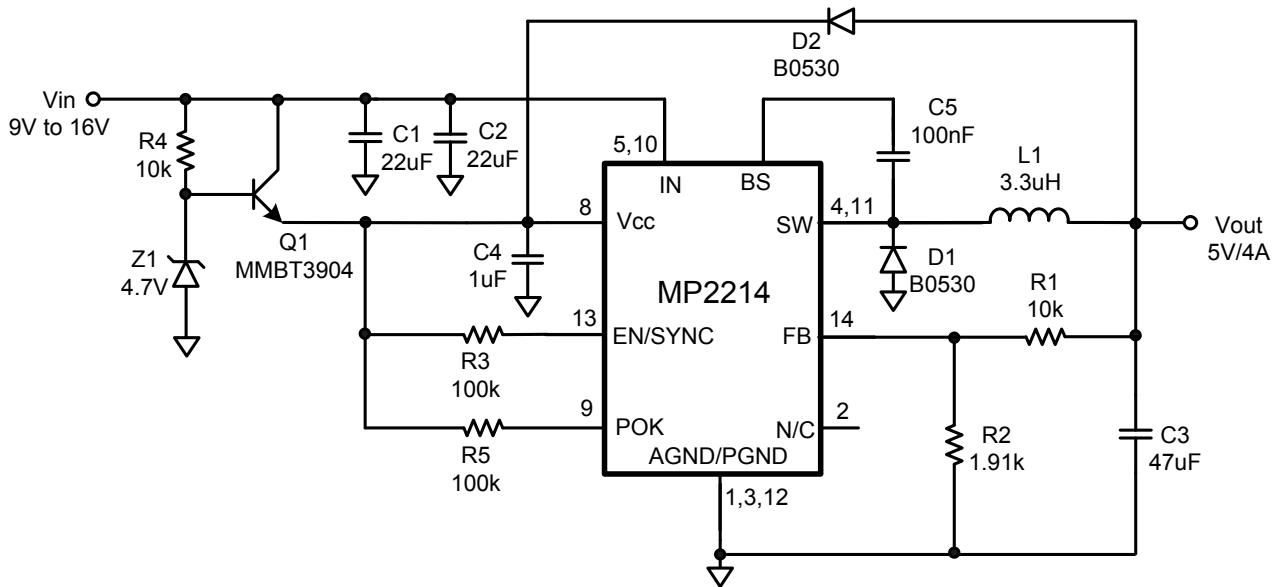 D2
B0530
Vin
9V to 16V
R4
10k
C1
22uF
C2
22uF
C5
100nF
L1
3.3uH
5,10
IN
BS
8
Vcc
SW
4,11
Vout
5V/4A
Q1
MMBT3904
Z1
4.7V
C4
1uF
D1
B0530
MP2214
R1
10k
13
EN/SYNC
FB
14
R3
100k
9
POK
N/C
2
R5
100k
AGND/PGND
1,3,12
R2
1.91k
C3
47uF